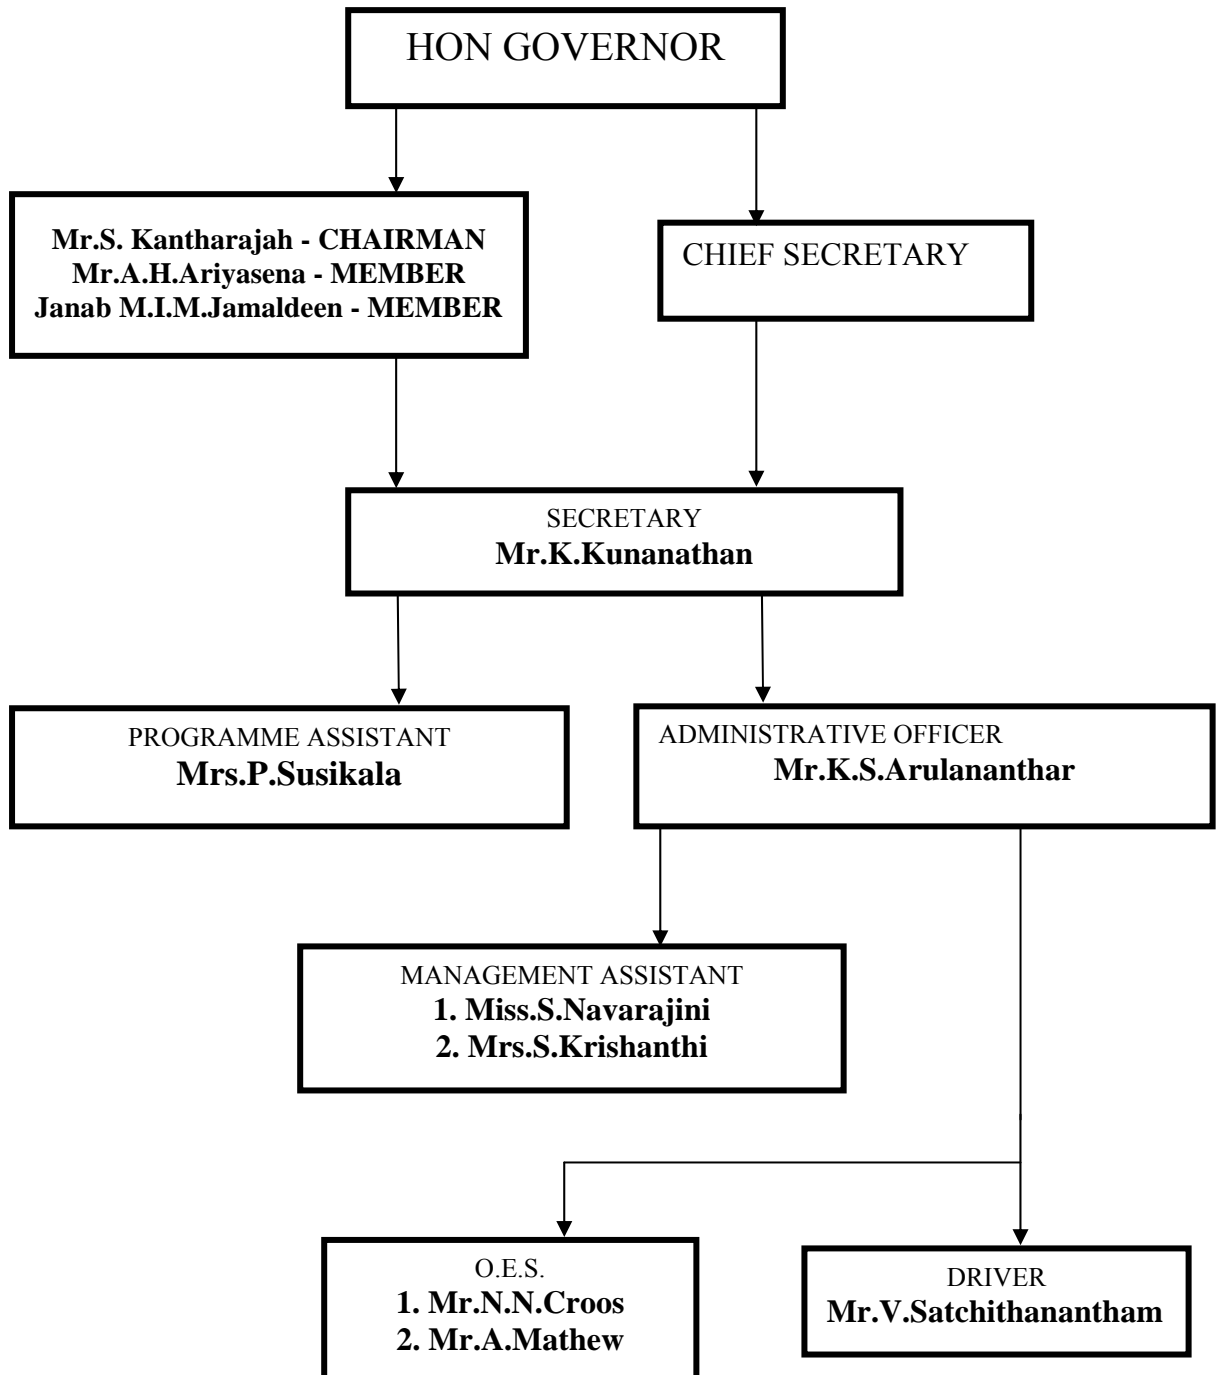 HON GOVERNOR
Mr.S. Kantharajah - CHAIRMAN
Mr.A.H.Ariyasena - MEMBER
Janab M.I.M.Jamaldeen - MEMBER
CHIEF SECRETARY
SECRETARY
Mr.K.Kunanathan
PROGRAMME ASSISTANT
Mrs.P.Susikala
ADMINISTRATIVE OFFICER
Mr.K.S.Arulananthar
MANAGEMENT ASSISTANT
1. Miss.S.Navarajini
2. Mrs.S.Krishanthi
O.E.S.
1. Mr.N.N.Croos
2. Mr.A.Mathew
DRIVER
Mr.V.Satchithanantham